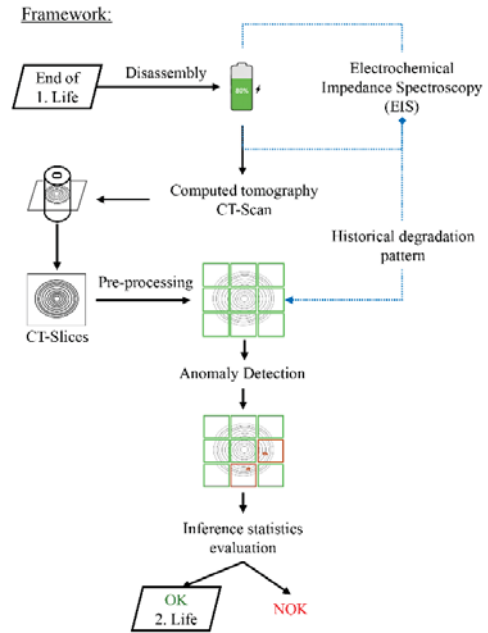 Framework:
End of
1. Life
Disassembly
80%
Electrochemical
Impedance Spectroscopy
(EIS)
Computed tomography
CT-Scan
Historical degradation
pattern
Pre-processing
CT-Slices
Anomaly Detection
Inference statistics
evaluation
OK
2. Life
NOK